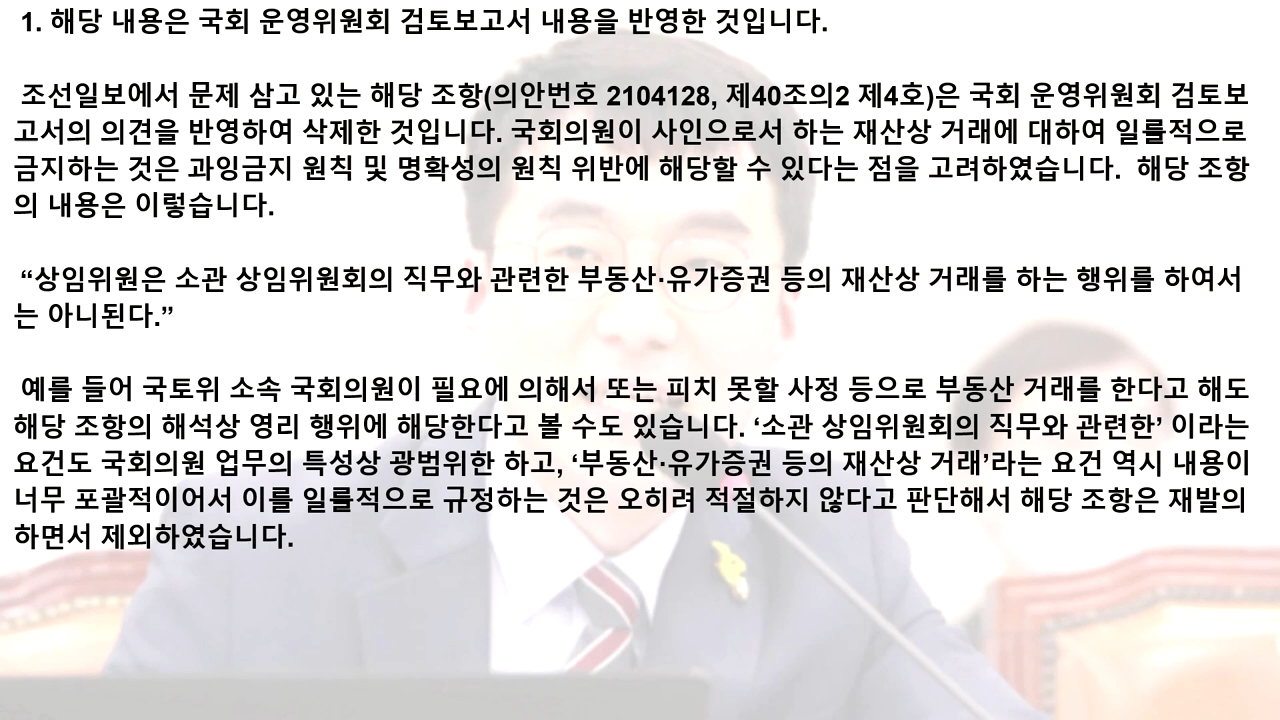 1. 해당 내용은 국회 운영위원회 검토보고서 내용을 반영한 것입니다.
조선일보에서 문제 삼고 있는 해당 조항(의안번호 2104128, 제40조의2 제4호)은 국회 운영위원회 검토보
고서의 의견을 반영하여 삭제한 것입니다. 국회의원이 사인으로서 하는 재산상 거래에 대하여 일률적으로
금지하는 것은 과잉금지 원칙 및 명확성의 원칙 위반에 해당할 수 있다는 점을 고려하였습니다. 해당 조항
의 내용은 이렇습니다.
“상임위원은 소관 상임위원회의 직무와 관련한 부동산·유가증권 등의 재산상 거래를 하는 행위를 하여서
는 아니된다.”
예를 들어 국토위 소속 국회의원이 필요에 의해서 또는 피치 못할 사정 등으로 부동산 거래를 한다고 해도
해당 조항의 해석상 영리 행위에 해당한다고 볼 수도 있습니다. ‘소관 상임위원회의 직무와 관련한’ 이라는
요건도 국회의원 업무의 특성상 광범위한 하고, ‘부동산·유가증권 등의 재산상 거래’라는 요건 역시 내용이
너무 포괄적이어서 이를 일률적으로 규정하는 것은 오히려 적절하지 않다고 판단해서 해당 조항은 재발의
하면서 제외하였습니다.